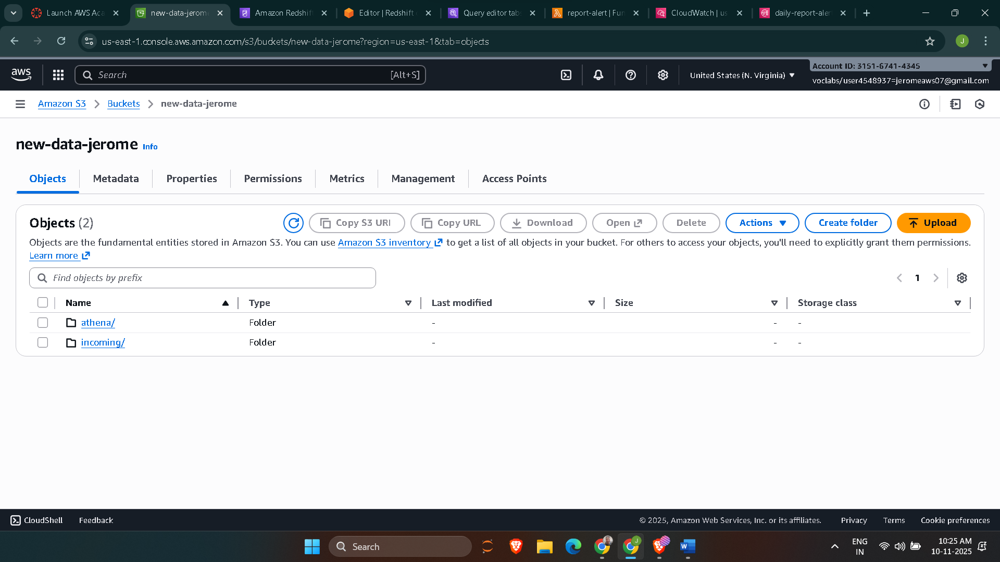 Launch AWS Aca
new-data-jerome
Amazon Redshift
Editor | Redshift
Query editor tab
report-alert | Fun
CloudWatch | us
daily-report-aler
us-east-1.console.aws.amazon.com/s3/buckets/new-data-jerome?region=us-east-1&tab=objects
J
aws
Search
[Alt+S]
United States (N. Virginia)
Account ID: 3151-6741-4345
voclabs/user4548937=jeromeaws07@gmail.com
Amazon S3
Buckets
new-data-jerome
new-data-jerome Info
Objects
Metadata
Properties
Permissions
Metrics
Management
Access Points
Objects (2)
Copy S3 URI
Copy URL
Download
Open
Delete
Actions
Create folder
Upload
Objects are the fundamental entities stored in Amazon S3. You can use Amazon S3 inventory to get a list of all objects in your bucket. For others to access your objects, you'll need to explicitly grant them permissions.
Learn more
Find objects by prefix
1
Name Type Last modified Size Storage class
athena/ Folder - - -
incoming/ Folder - - -
CloudShell
Feedback
© 2025, Amazon Web Services, Inc. or its affiliates.
Privacy
Terms
Cookie preferences
Search
ENG
IN
10:25 AM
10-11-2025